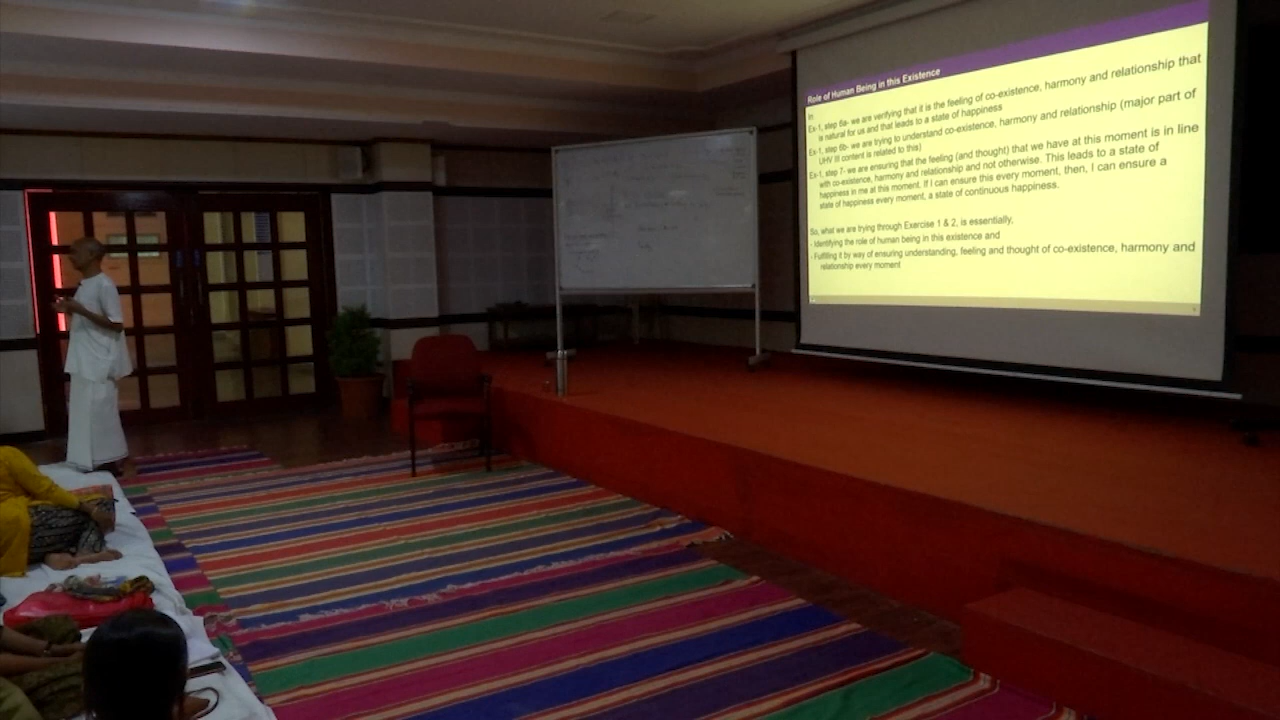 Role of Human Being in this Existence
In
Ex-1, step 6a- we are verifying that it is the feeling of co-existence, harmony and relationship that
is natural for us and that leads to a state of happiness
Ex-1, step 6b- we are trying to understand co-existence, harmony and relationship (major part of
UHV III content is related to this)
Ex-1, step 7- we are ensuring that the feeling (and thought) that we have at this moment is in line
with co-existence, harmony and relationship and not otherwise. This leads to a state of
happiness in me at this moment. If I can ensure this every moment, then, I can ensure a
state of happiness every moment, a state of continuous happiness.
So, what we are trying through Exercise 1 & 2, is essentially,
- Identifying the role of human being in this existence and
- Fulfilling it by way of ensuring understanding, feeling and thought of co-existence, harmony and
relationship every moment